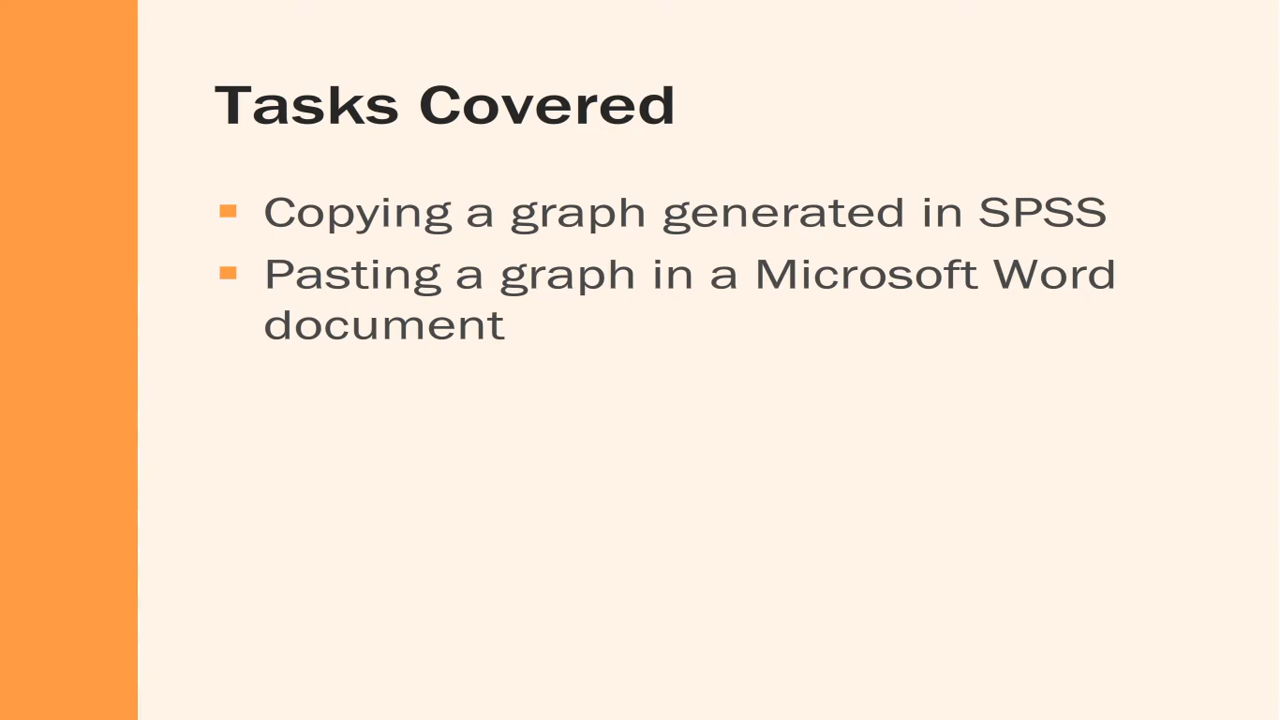 Tasks Covered
Copying a graph generated in SPSS
Pasting a graph in a Microsoft Word
document